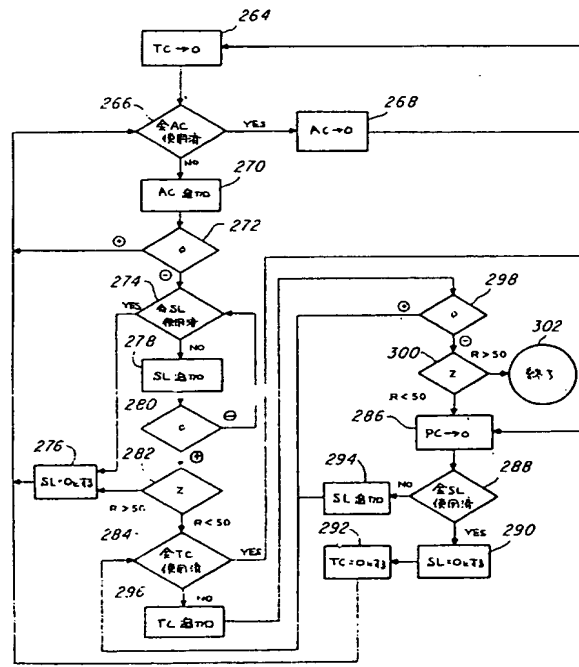 264
TC→0
266
全AC
使用済
YES
268
AC→0
NO
270
AC追加
⊕
272
⊖
274
全SL
使用済
YES
NO
278
SL追加
280
c
⊖
⊕
276
SL=0とする
282
Z
R>50
R<50
284
全TC
使用済
YES
296
NO
TC追加
298
⊕
⊖
300
Z
R>50
302
終了
R<50
286
PC→0
288
全SL
使用済
NO
294
SL追加
YES
292
TC=0とする
290
SL=0とする